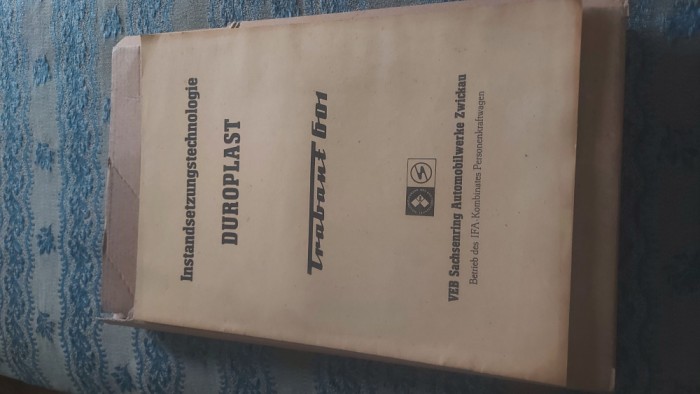 Instandsetzungstechnologie
DUROPLAST
Trabant 601
VEB Sachsenring Automobilwerke Zwickau
Betrieb des IFA-Kombinates Personenkraftwagen